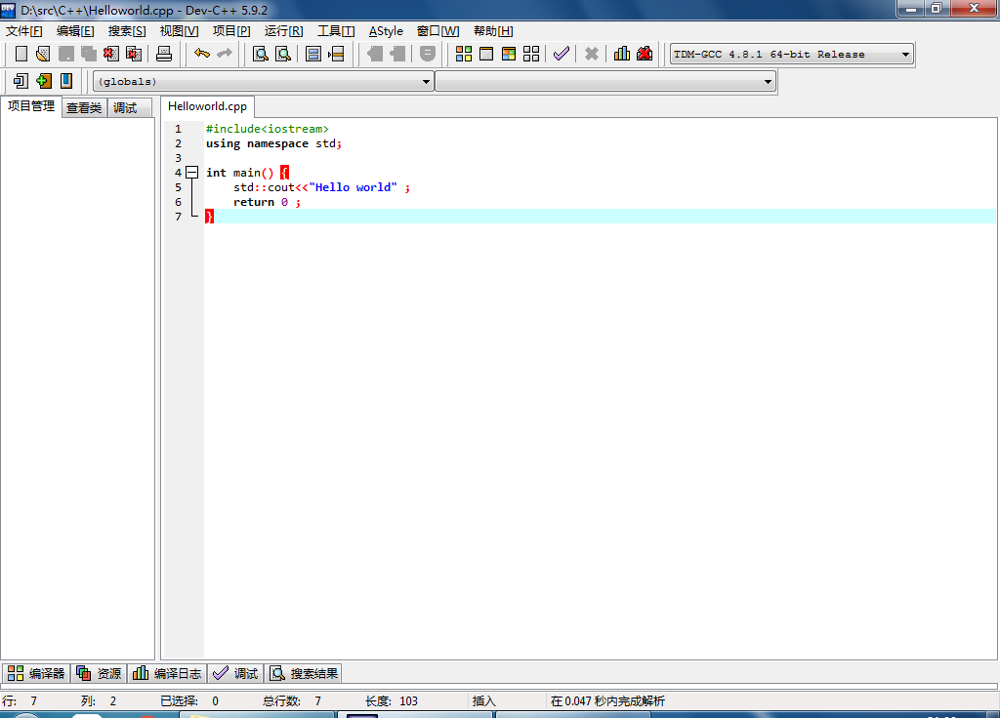 D:\src\C++\Helloworld.cpp - Dev-C++ 5.9.2
文件[F] 编辑[E] 搜索[S] 视图[V] 项目[P] 运行[R] 工具[T] AStyle 窗口[W] 帮助[H]
TDM-GCC 4.8.1 64-bit Release
(globals)
项目管理 查看类 调试 Helloworld.cpp
1 #include<iostream>
2 using namespace std;
3
4 int main() {
5 std::cout<<"Hello world" ;
6 return 0 ;
7 }
编译器 资源 编译日志 调试 搜索结果
行: 7 列: 2 已选择: 0 总行数: 7 长度: 103 插入 在 0.047 秒内完成解析